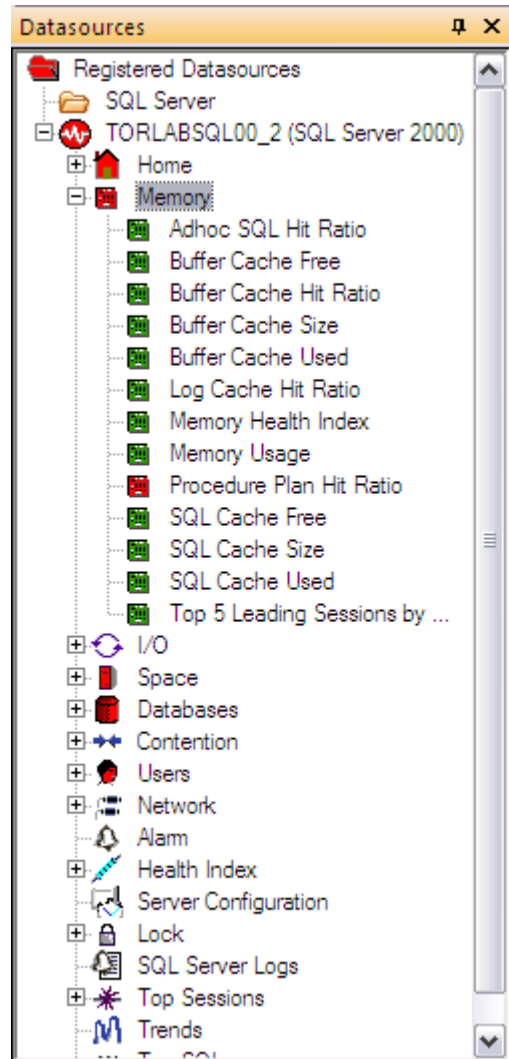 Datasources
Registered Datasources
SQL Server
TORLABSQL00_2 (SQL Server 2000)
Home
Memory
Adhoc SQL Hit Ratio
Buffer Cache Free
Buffer Cache Hit Ratio
Buffer Cache Size
Buffer Cache Used
Log Cache Hit Ratio
Memory Health Index
Memory Usage
Procedure Plan Hit Ratio
SQL Cache Free
SQL Cache Size
SQL Cache Used
Top 5 Leading Sessions by ...
I/O
Space
Databases
Contention
Users
Network
Alarm
Health Index
Server Configuration
Lock
SQL Server Logs
Top Sessions
Trends